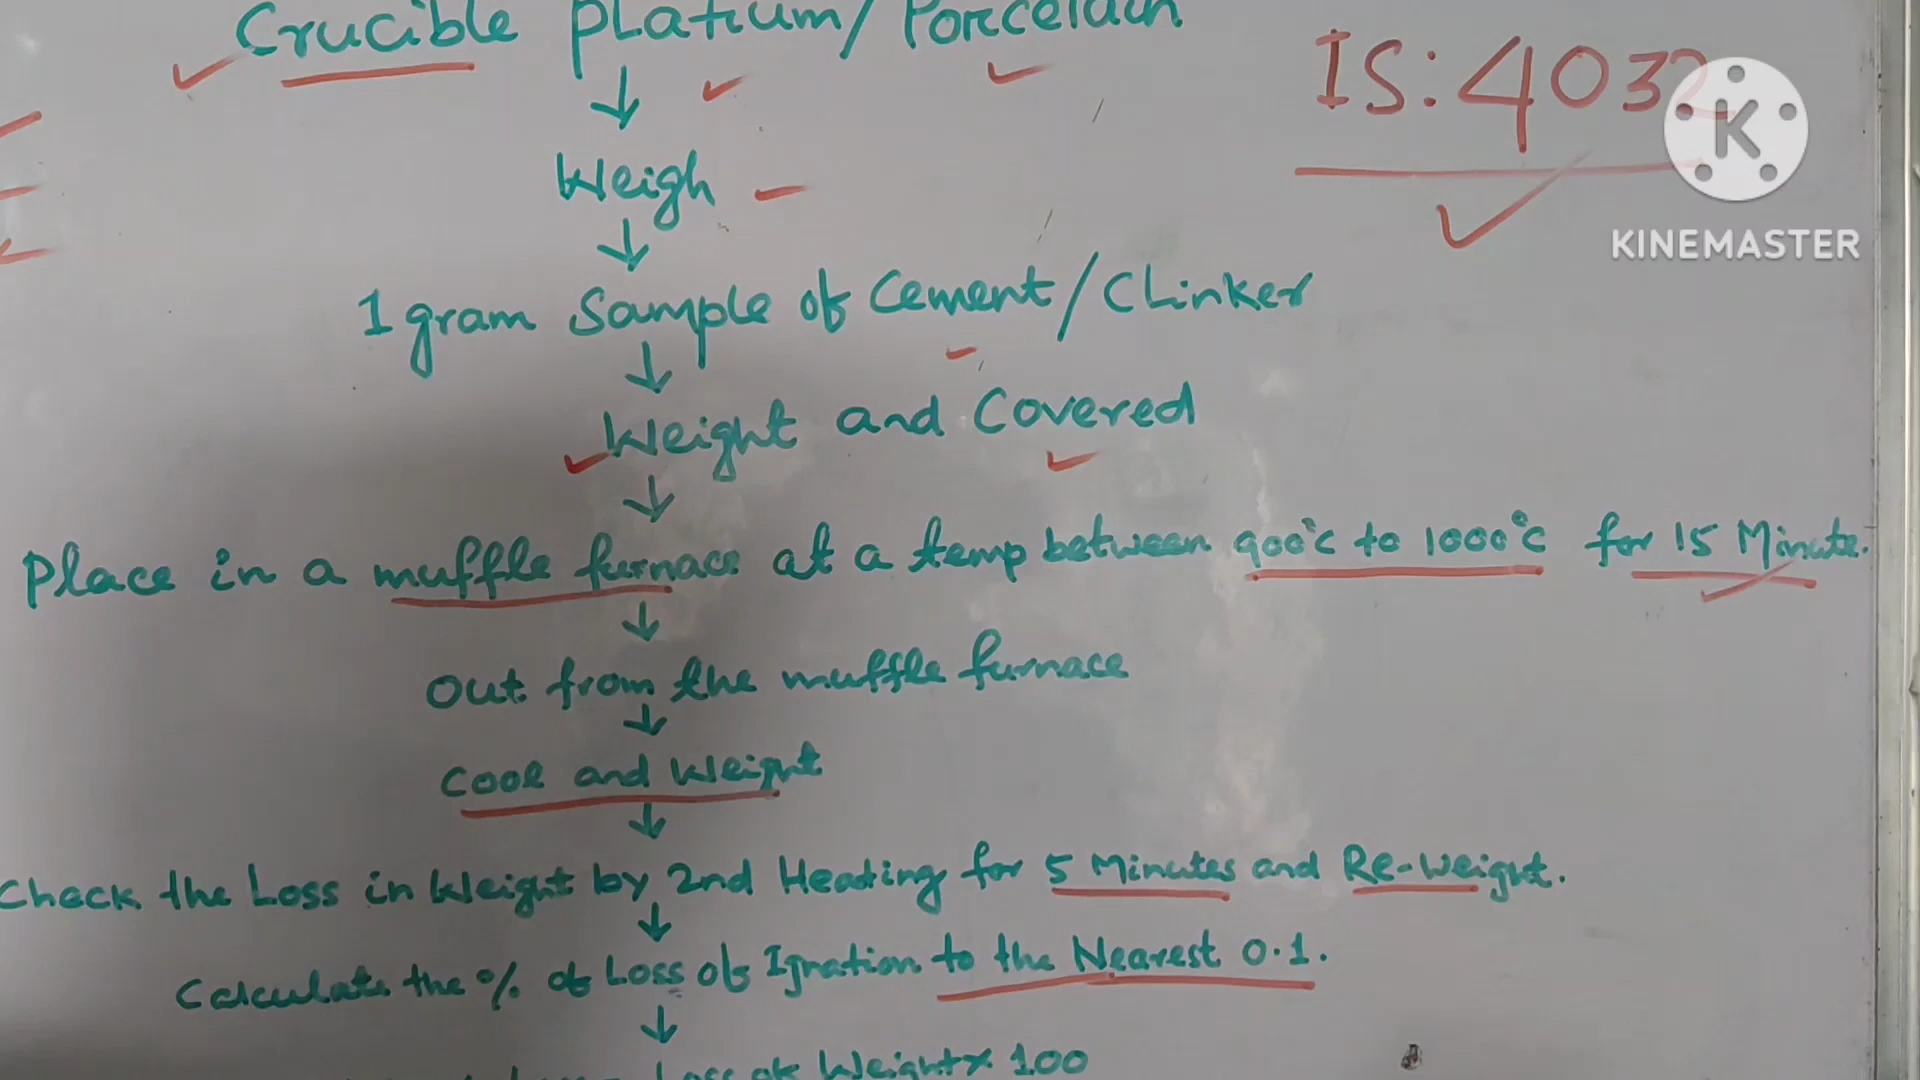 Crucible Platium/Porcelain
IS:4032
Weigh
KINEMASTER
1 gram Sample of Cement/Clinker
Weight and Covered
Place in a muffle furnace at a temp between 900°c to 1000°c for 15 Minute.
Out from the muffle furnace
Cool and Weight
Check the Loss in Weight by 2nd Heading for 5 Minutes and Re-Weight.
Calculate the % of Loss of Ignation to the Nearest 0.1.
Weight x 100